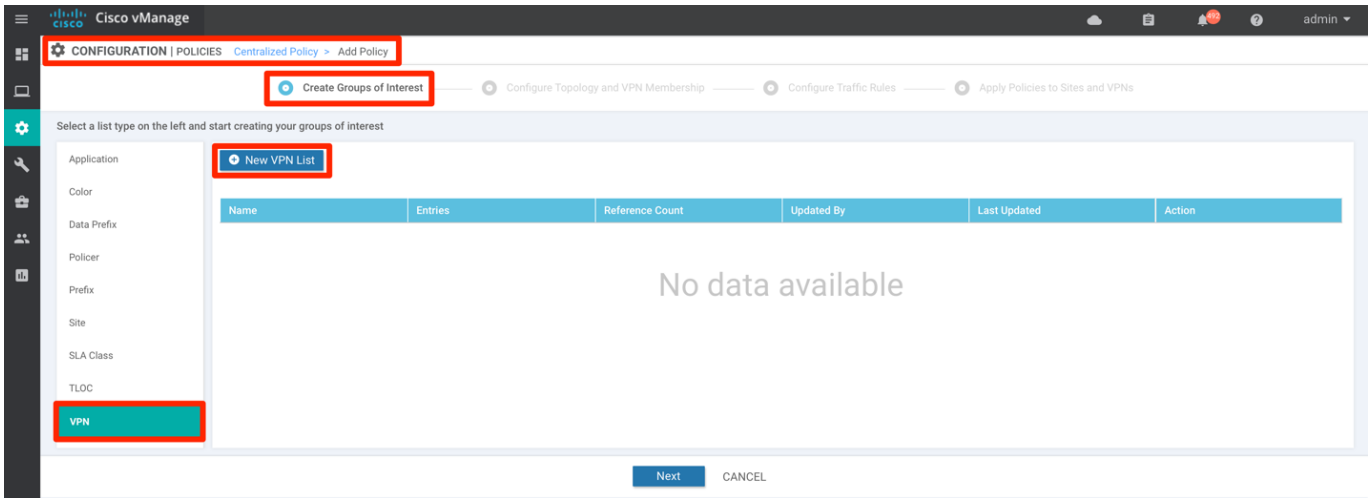 cisco Cisco vManage 492 admin
CONFIGURATION | POLICIES Centralized Policy > Add Policy
Create Groups of Interest Configure Topology and VPN Membership Configure Traffic Rules Apply Policies to Sites and VPNs
Select a list type on the left and start creating your groups of interest
Application
Color
Data Prefix
Policer
Prefix
Site
SLA Class
TLOC
VPN
New VPN List
Name Entries Reference Count Updated By Last Updated Action
No data available
Next CANCEL